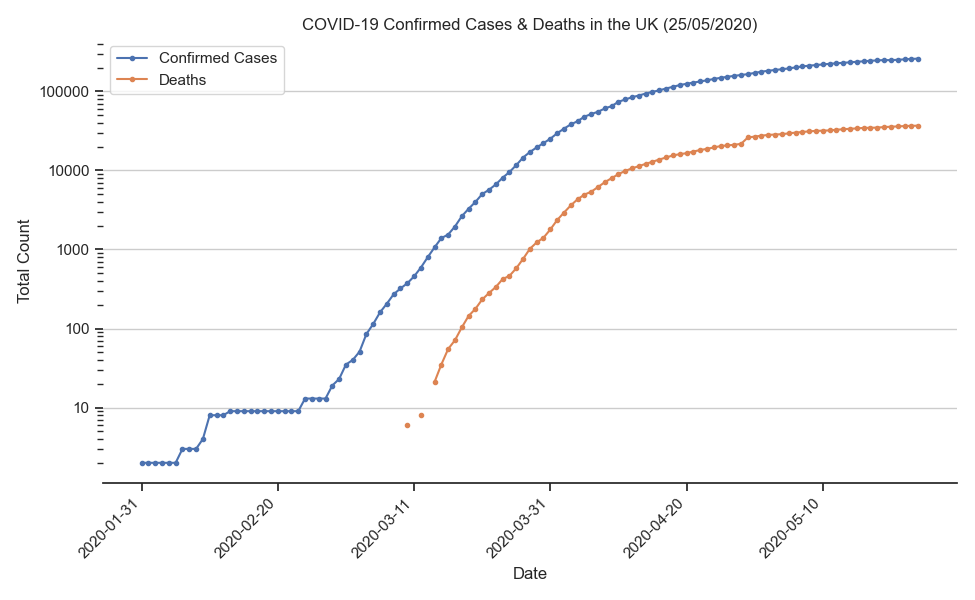 COVID-19 Confirmed Cases & Deaths in the UK (25/05/2020)
Confirmed Cases
Deaths
100000
10000
1000
100
10
Total Count
2020-01-31
2020-02-20
2020-03-11
2020-03-31
2020-04-20
2020-05-10
Date